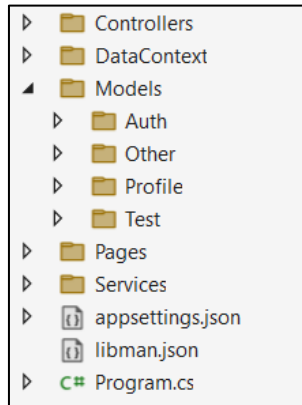 Controllers
DataContext
Models
Auth
Other
Profile
Test
Pages
Services
appsettings.json
libman.json
C# Program.cs